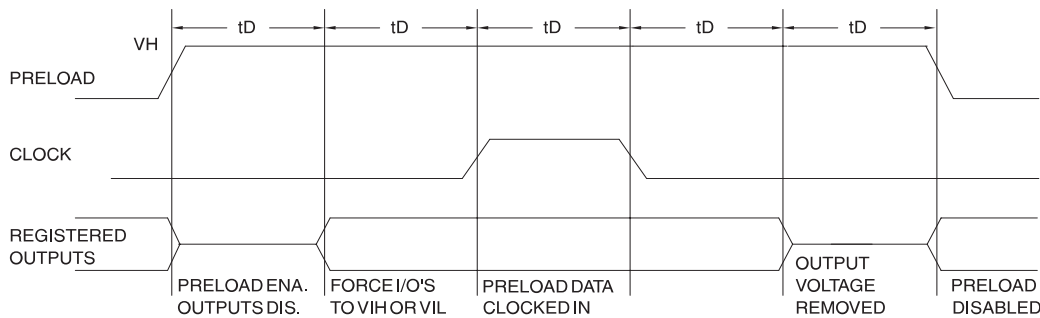 tD tD tD tD tD
VH
PRELOAD
CLOCK
REGISTERED
OUTPUTS
PRELOAD ENA.
OUTPUTS DIS.
FORCE I/O'S
TO VIH OR VIL
PRELOAD DATA
CLOCKED IN
OUTPUT
VOLTAGE
REMOVED
PRELOAD
DISABLED